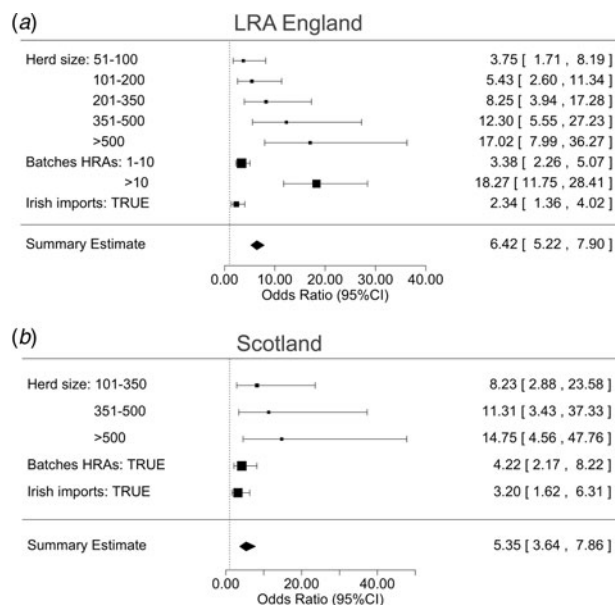 (a) LRA England
Herd size: 51-100 3.75 [ 1.71 , 8.19 ]
101-200 5.43 [ 2.60 , 11.34 ]
201-350 8.25 [ 3.94 , 17.28 ]
351-500 12.30 [ 5.55 , 27.23 ]
>500 17.02 [ 7.99 , 36.27 ]
Batches HRAs: 1-10 3.38 [ 2.26 , 5.07 ]
>10 18.27 [ 11.75 , 28.41 ]
Irish imports: TRUE 2.34 [ 1.36 , 4.02 ]
Summary Estimate 6.42 [ 5.22 , 7.90 ]
0.00 10.00 20.00 30.00 40.00
Odds Ratio (95%CI)
(b) Scotland
Herd size: 101-350 8.23 [ 2.88 , 23.58 ]
351-500 11.31 [ 3.43 , 37.33 ]
>500 14.75 [ 4.56 , 47.76 ]
Batches HRAs: TRUE 4.22 [ 2.17 , 8.22 ]
Irish imports: TRUE 3.20 [ 1.62 , 6.31 ]
Summary Estimate 5.35 [ 3.64 , 7.86 ]
0.00 20.00 40.00
Odds Ratio (95%CI)